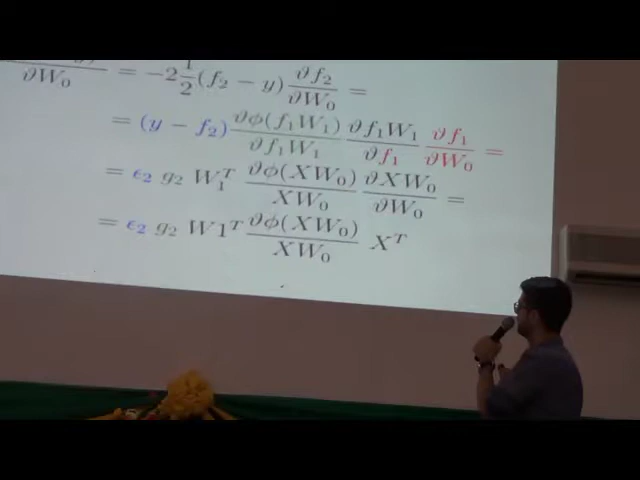 ∂W₀ = −2 1/2 (f₂ − y) ∂f₂/∂W₀ =
= (y − f₂) ∂ϕ(f₁W₁)/∂f₁W₁ ∂f₁W₁/∂f₁ ∂f₁/∂W₀ =
= ϵ₂ g₂ W₁ᵀ ∂ϕ(XW₀)/XW₀ ∂XW₀/∂W₀ =
= ϵ₂ g₂ W1ᵀ ∂ϕ(XW₀)/XW₀ Xᵀ